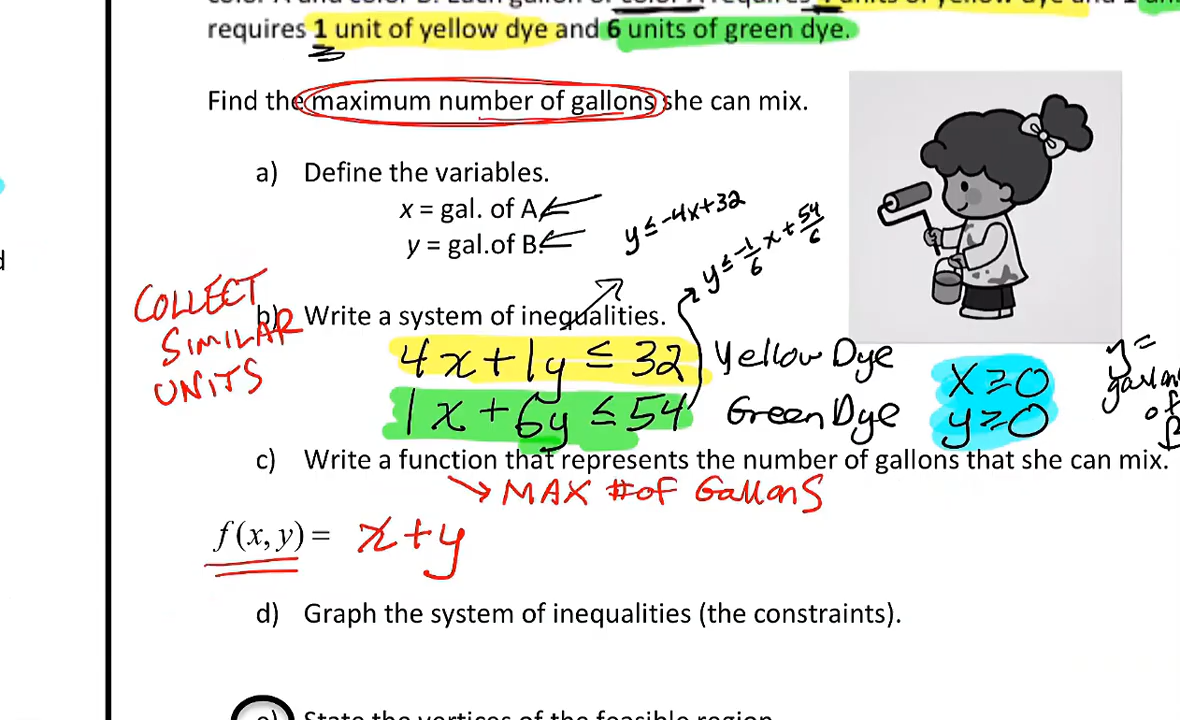 requires 1 unit of yellow dye and 6 units of green dye.
Find the maximum number of gallons she can mix.
a) Define the variables.
x = gal. of A
y = gal.of B
y ≤ -4x+32
y ≤ -1/6 x + 54/6
COLLECT
SIMILAR
UNITS
b) Write a system of inequalities.
4x + 1y ≤ 32 Yellow Dye
1x + 6y ≤ 54 Green Dye
x ≥ 0
y ≥ 0
y =
of
B
c) Write a function that represents the number of gallons that she can mix.
→ MAX # of Gallons
f(x, y) = x + y
d) Graph the system of inequalities (the constraints).
e) State the vertices of the feasible region